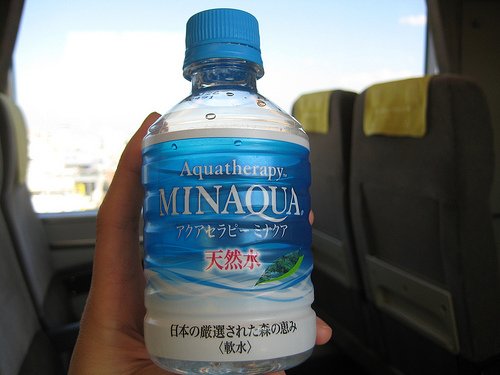 Aquatherapy™
MINAQUA®
アクアセラピー ミナクア
天然水
日本の厳選された森の恵み
〈軟水〉